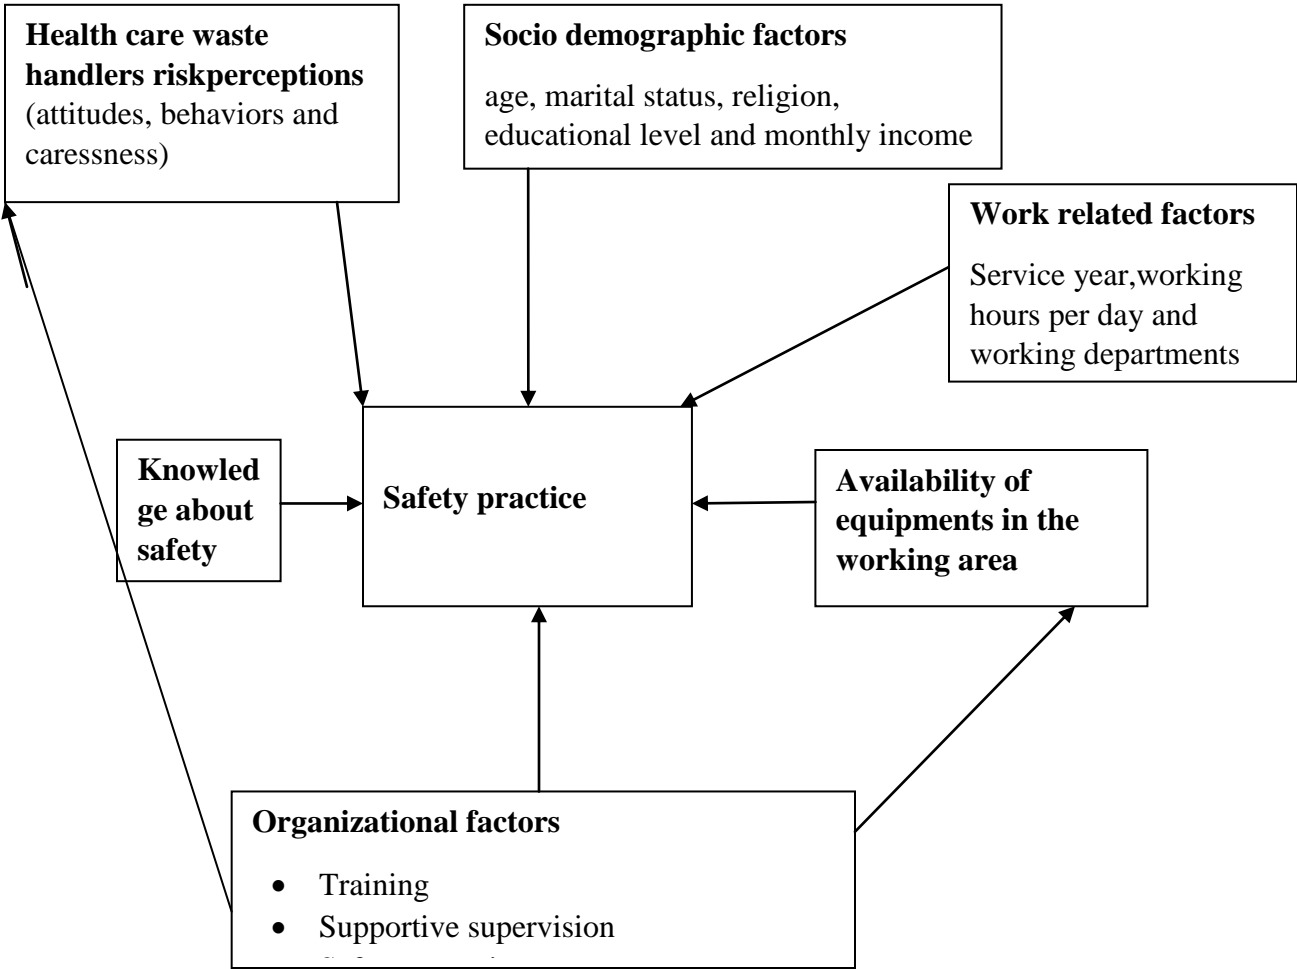 Health care waste
handlers riskperceptions
(attitudes, behaviors and
caressness)
Socio demographic factors
age, marital status, religion,
educational level and monthly income
Work related factors
Service year,working
hours per day and
working departments
Knowled
ge about
safety
Safety practice
Availability of
equipments in the
working area
Organizational factors
• Training
• Supportive supervision